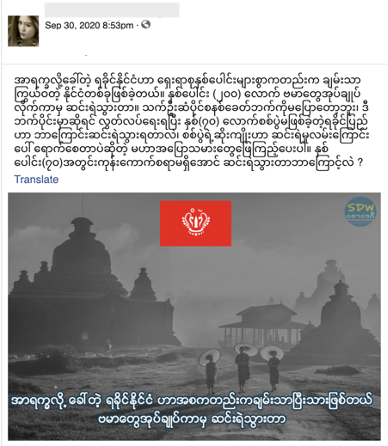 Sep 30, 2020 8:53pm ·
အာရက္ခလို့ခေါ်တဲ့ ရခိုင်နိုင်ငံဟာ ရှေးရာစုနှစ်ပေါင်းများစွာကတည်းက ချမ်းသာ
ကြွယ်ဝတဲ့ နိုင်ငံတစ်ခုဖြစ်ခဲ့တယ်။ နှစ်ပေါင်း (၂၀၀) လောက် ဗမာတွေအုပ်ချုပ်
လိုက်ကာမှ ဆင်းရဲသွားတာ။ သက်ဦးဆံပိုင်စနစ်ခေတ်ဘက်ကိုမပြောတော့ဘူး၊ ဒီ
ဘက်ပိုင်းမှာဆိုရင် လွတ်လပ်ရေးရပြီး နှစ်(၇၀) လောက်စစ်ပွဲမဖြစ်ခဲ့တဲ့ရခိုင်ပြည်
ဟာ ဘာကြောင်းဆင်းရဲသွားရတာလဲ၊ စစ်ပွဲရဲ့ဆိုးကျိုးဟာ ဆင်းရဲမှုလမ်းကြောင်း
ပေါ် ရောက်စေတာပဲဆိုတဲ့ မဟာအပြောသမားတွေဖြေကြည့်ပေးပါ။ နှစ်
ပေါင်း(၇၀)အတွင်းကုန်းကောက်စရာမရှိအောင် ဆင်းရဲသွားတာဘာကြောင့်လဲ ?
Translate
SDW
အာရက္ခလို့ ခေါ်တဲ့ ရခိုင်နိုင်ငံ ဟာအစကတည်းကချမ်းသာပြီးသားဖြစ်တယ်
ဗမာတွေအုပ်ချုပ်ကာမှ ဆင်းရဲသွားတာ